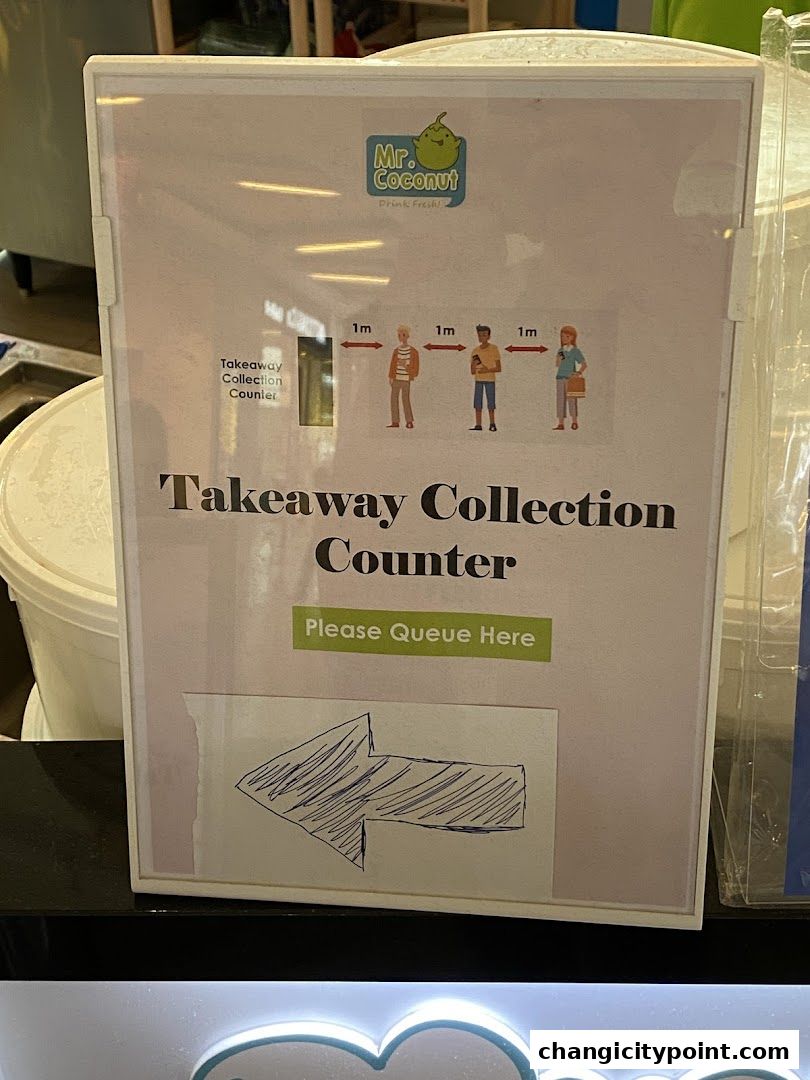 Mr.
Coconut
Drink Fresh!
1m 1m 1m
Takeaway
Collection
Counter
Takeaway Collection
Counter
Please Queue Here
changicitypoint.com